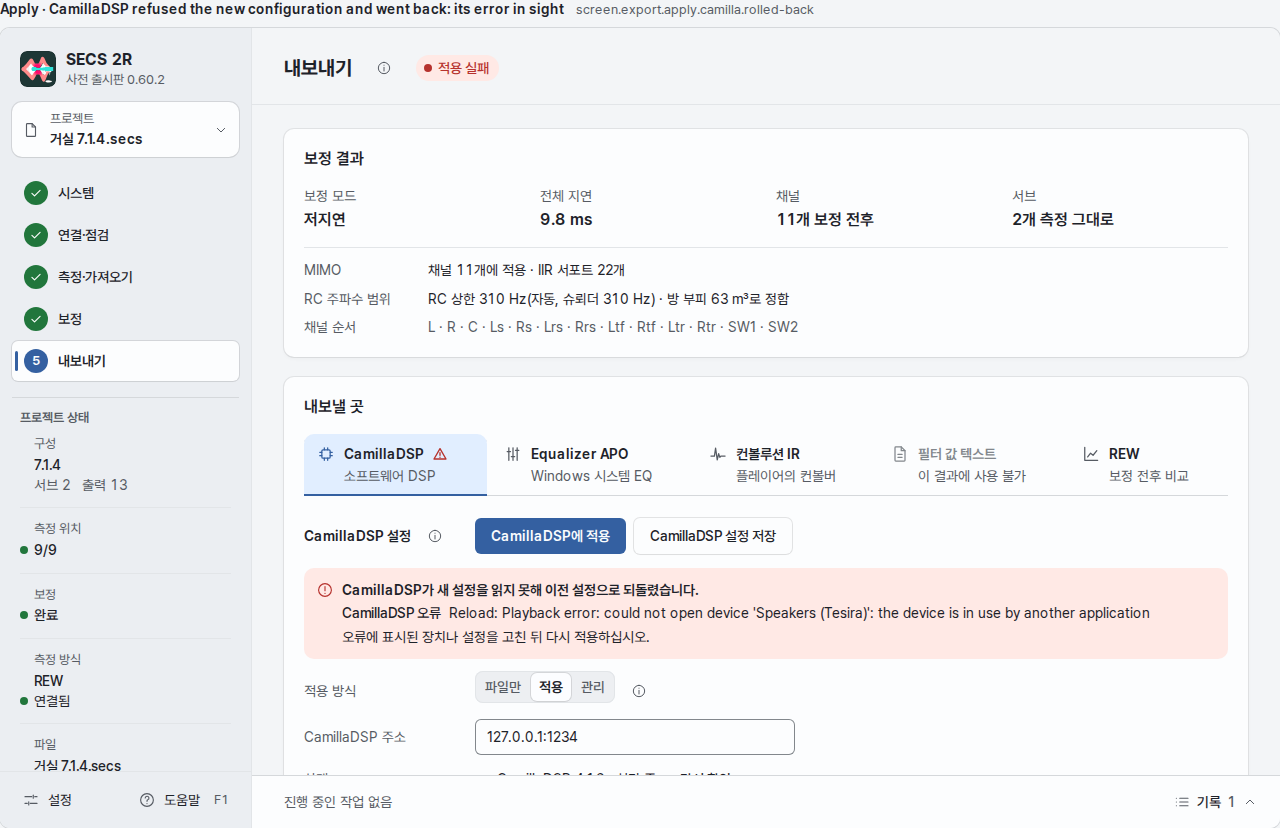 Apply · CamillaDSP refused the new configuration and went back: its error in sight screen.export.apply.camilla.rolled-back
SECS 2R
사전 출시판 0.60.2
프로젝트
거실 7.1.4.secs
시스템
연결·점검
측정·가져오기
보정
5 내보내기
프로젝트 상태
구성
7.1.4
서브 2 출력 13
측정 위치
9/9
보정
완료
측정 방식
REW
연결됨
파일
거실 7.1.4.secs
설정 도움말 F1
내보내기 적용 실패
보정 결과
보정 모드 전체 지연 채널 서브
저지연 9.8 ms 11개 보정 전후 2개 측정 그대로
MIMO 채널 11개에 적용 · IIR 서포트 22개
RC 주파수 범위 RC 상한 310 Hz(자동, 슈뢰더 310 Hz) · 방 부피 63 m³로 정함
채널 순서 L · R · C · Ls · Rs · Lrs · Rrs · Ltf · Rtf · Ltr · Rtr · SW1 · SW2
내보낼 곳
CamillaDSP Equalizer APO 컨볼루션 IR 필터 값 텍스트 REW
소프트웨어 DSP Windows 시스템 EQ 플레이어의 컨볼버 이 결과에 사용 불가 보정 전후 비교
CamillaDSP 설정 CamillaDSP에 적용 CamillaDSP 설정 저장
CamillaDSP가 새 설정을 읽지 못해 이전 설정으로 되돌렸습니다.
CamillaDSP 오류 Reload: Playback error: could not open device 'Speakers (Tesira)': the device is in use by another application
오류에 표시된 장치나 설정을 고친 뒤 다시 적용하십시오.
적용 방식 파일만 적용 관리
CamillaDSP 주소 127.0.0.1:1234
진행 중인 작업 없음 기록 1